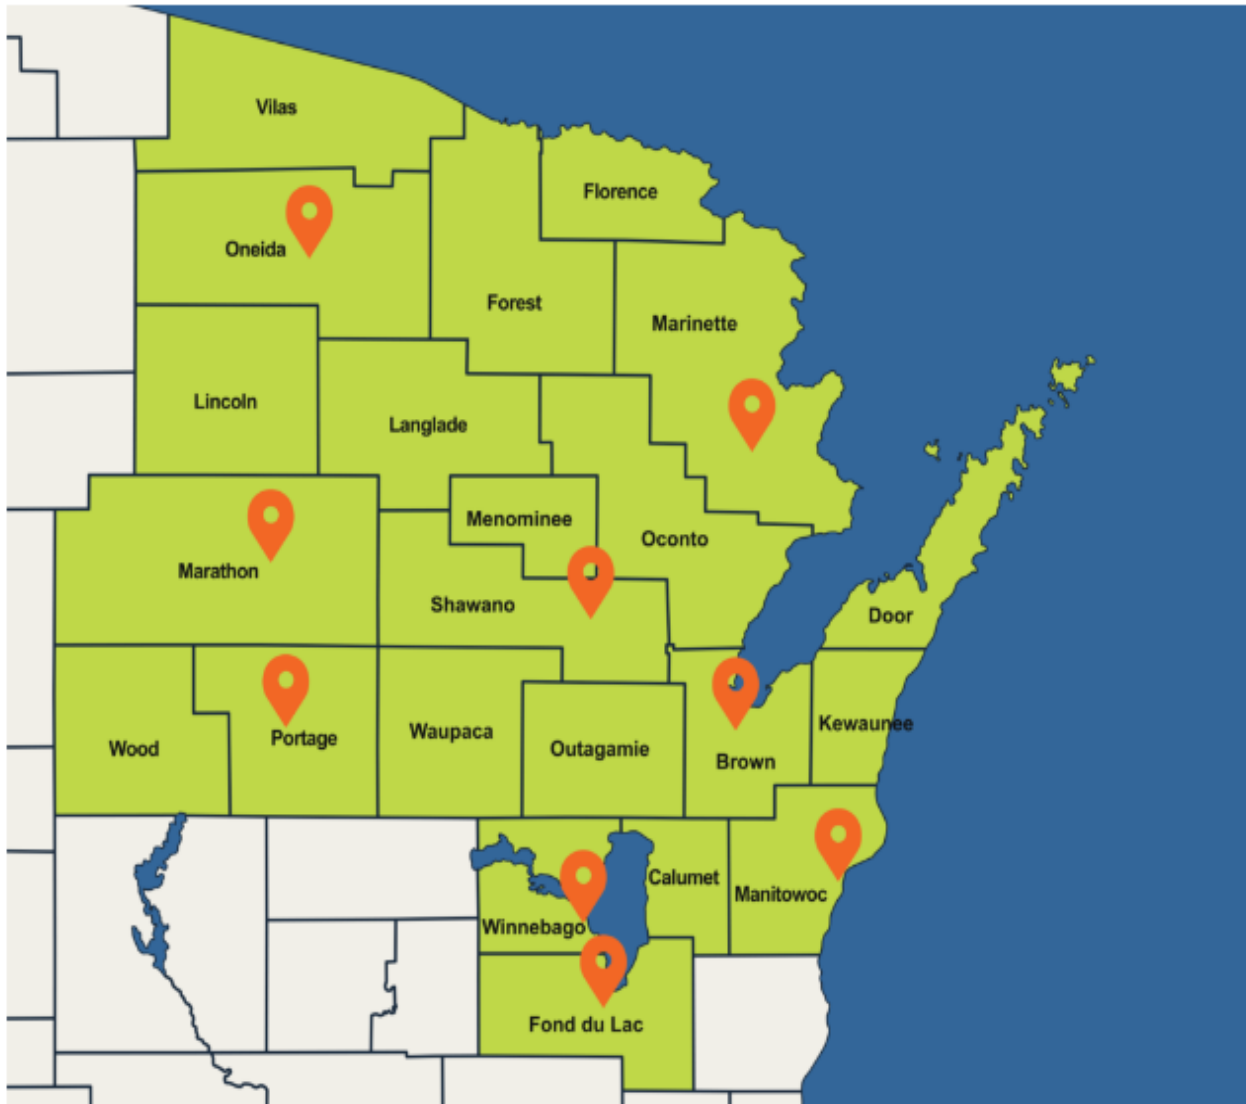 Vilas
Florence
Oneida
Forest
Marinette
Lincoln
Langlade
Menominee
Oconto
Marathon
Shawano
Door
Kewaunee
Waupaca
Portage
Wood
Outagamie
Brown
Calumet
Manitowoc
Winnebago
Fond du Lac